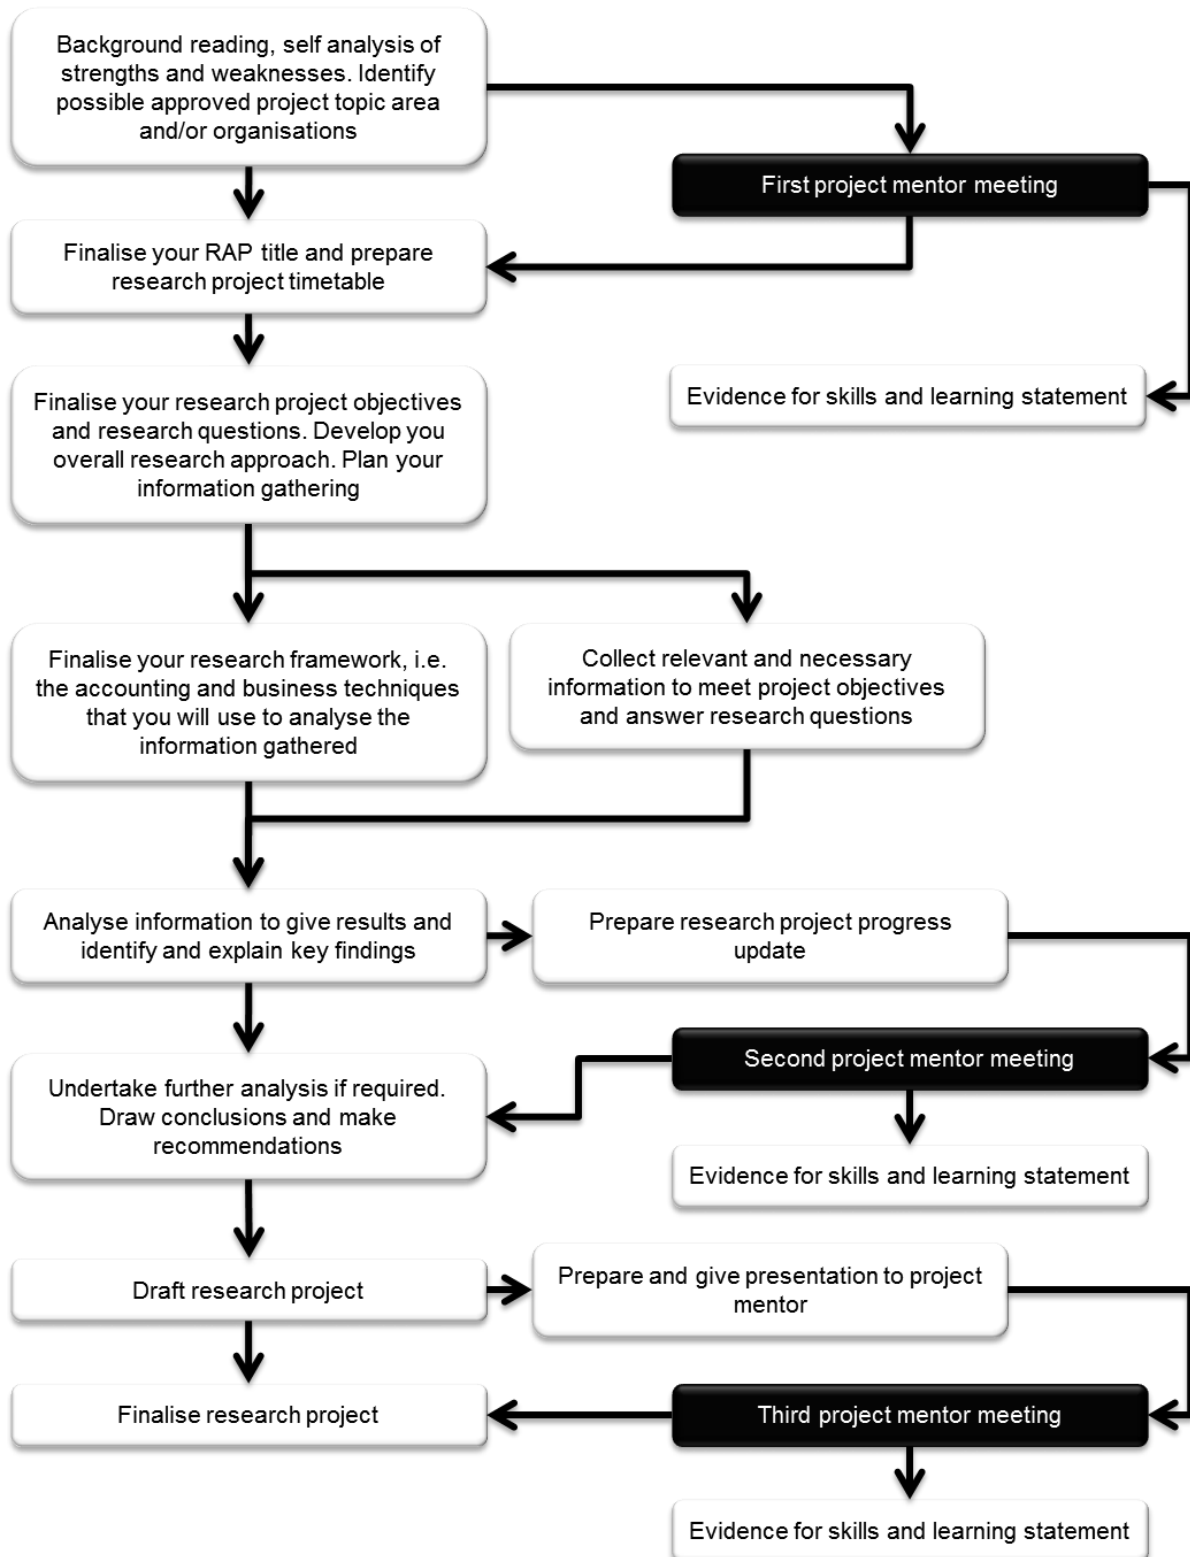 Background reading, self analysis of
strengths and weaknesses. Identify
possible approved project topic area
and/or organisations
First project mentor meeting
Finalise your RAP title and prepare
research project timetable
Evidence for skills and learning statement
Finalise your research project objectives
and research questions. Develop you
overall research approach. Plan your
information gathering
Finalise your research framework, i.e.
the accounting and business techniques
that you will use to analyse the
information gathered
Collect relevant and necessary
information to meet project objectives
and answer research questions
Analyse information to give results and
identify and explain key findings
Prepare research project progress
update
Second project mentor meeting
Undertake further analysis if required.
Draw conclusions and make
recommendations
Evidence for skills and learning statement
Draft research project
Prepare and give presentation to project
mentor
Finalise research project
Third project mentor meeting
Evidence for skills and learning statement